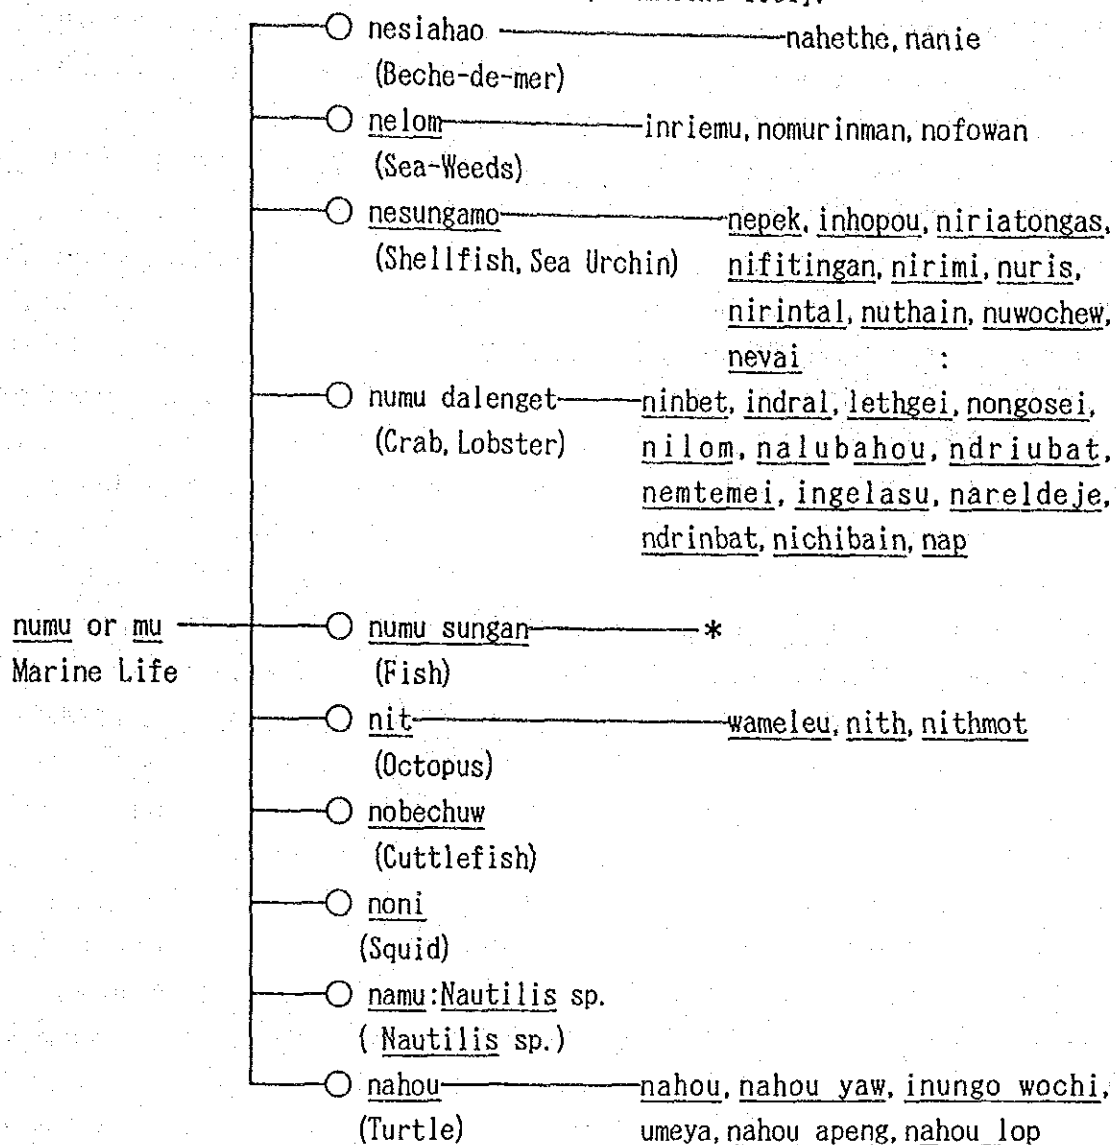 nesiahao nahethe, nanie
(Beche-de-mer)
nelom inriemu, nomurinman, nofowan
(Sea-Weeds)
nesungamo nepek, inhopou, niriatongas,
(Shellfish, Sea Urchin) nifitingan, nirimi, nuris,
nirintal, nuthain, nuwochew,
nevai :
numu dalenget ninbet, indral, lethgei, nongosei,
(Crab, Lobster) nilom, nalubahou, ndriubat,
nemtemei, ingelasu, nareldeje,
ndrinbat, nichibain, nap
numu or mu numu sungan *
Marine Life (Fish)
nit wameleu, nith, nithmot
(Octopus)
nobechuw
(Cuttlefish)
noni
(Squid)
namu:Nautilis sp.
( Nautilis sp.)
nahou nahou, nahou yaw, inungo wochi,
(Turtle) umeya, nahou apeng, nahou lop